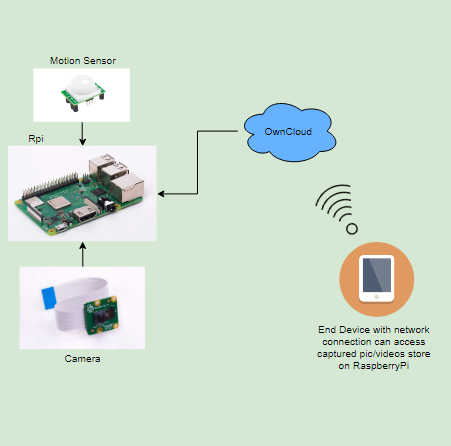 Motion Sensor
Rpi
OwnCloud
Camera
End Device with network
connection can access
captured pic/videos store
on RaspberryPi